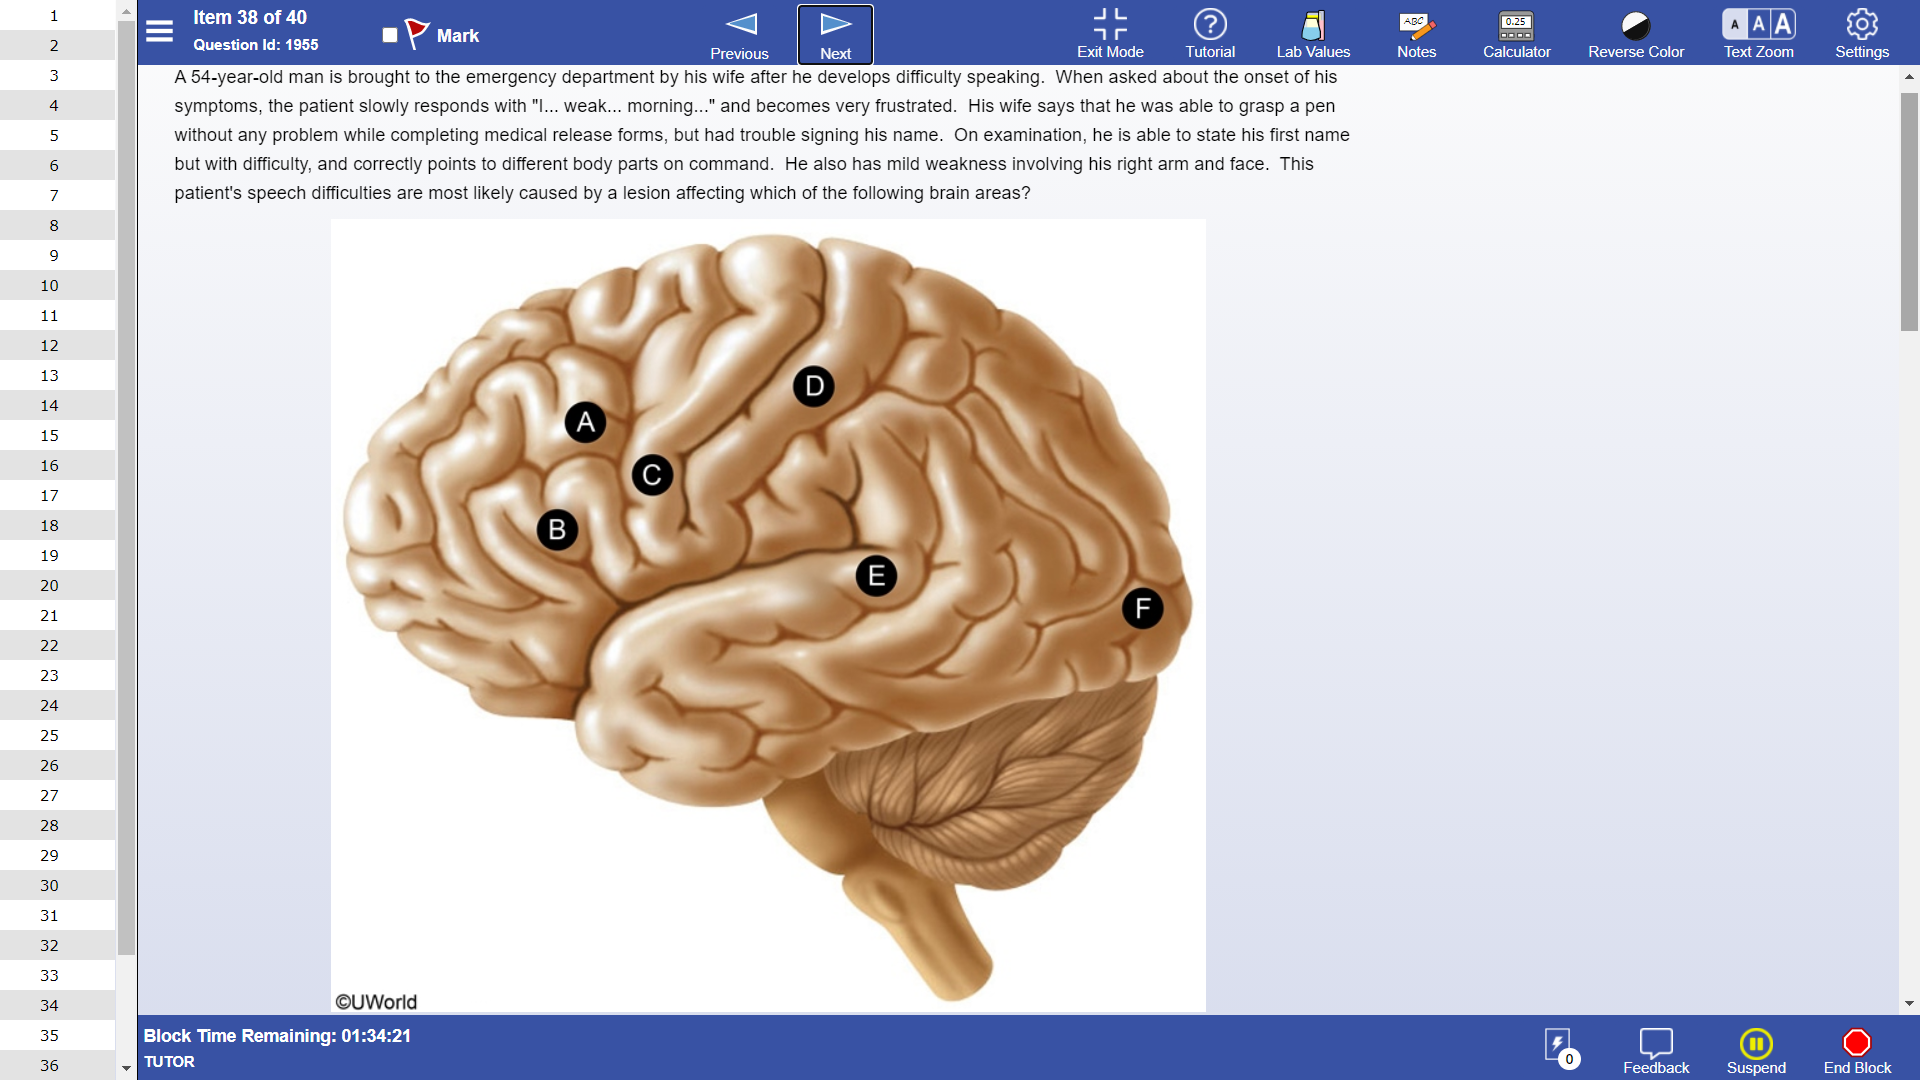 1
2
3
4
5
6
7
8
9
10
11
12
13
14
15
16
17
18
19
20
21
22
23
24
25
26
27
28
29
30
31
32
33
34
35
36
Item 38 of 40
Question Id: 1955
Mark
Previous
Next
Exit Mode
Tutorial
Lab Values
ABC
Notes
0.25
Calculator
Reverse Color
A A A
Text Zoom
Settings
A 54-year-old man is brought to the emergency department by his wife after he develops difficulty speaking. When asked about the onset of his
symptoms, the patient slowly responds with "I... weak... morning..." and becomes very frustrated. His wife says that he was able to grasp a pen
without any problem while completing medical release forms, but had trouble signing his name. On examination, he is able to state his first name
but with difficulty, and correctly points to different body parts on command. He also has mild weakness involving his right arm and face. This
patient's speech difficulties are most likely caused by a lesion affecting which of the following brain areas?
D
A
C
B
E
F
©UWorld
Block Time Remaining: 01:34:21
TUTOR
0
Feedback
Suspend
End Block